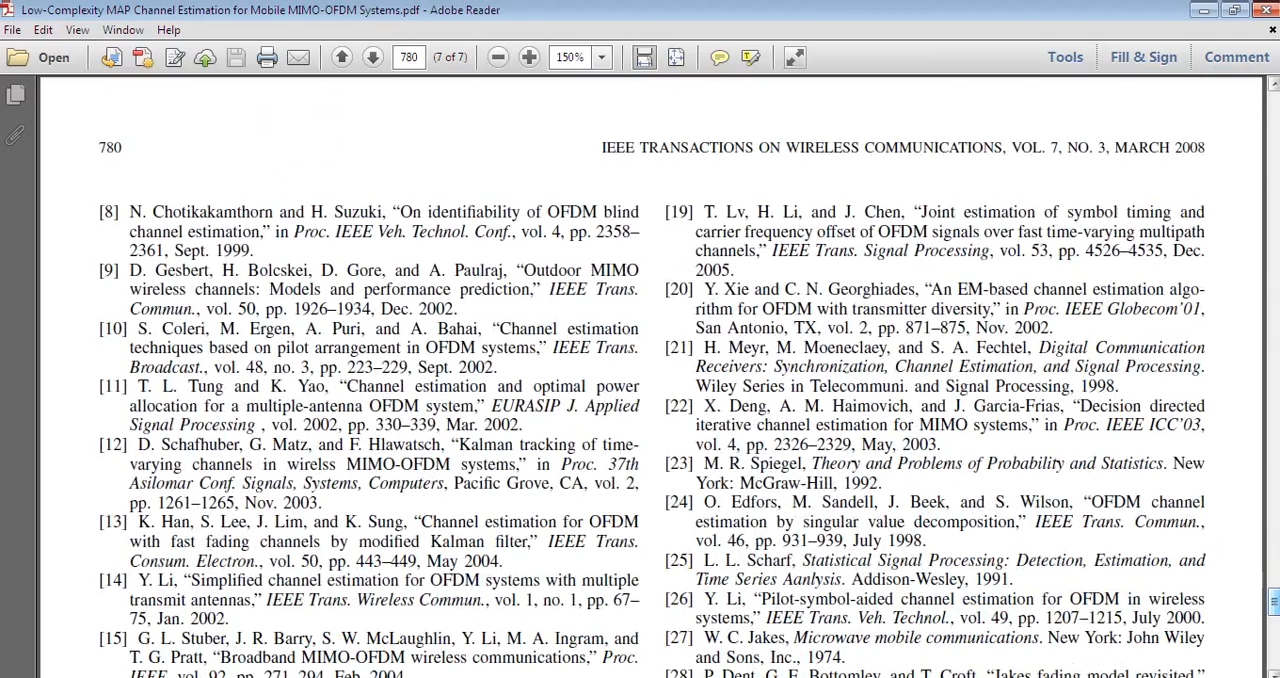 Low-Complexity MAP Channel Estimation for Mobile MIMO-OFDM Systems.pdf - Adobe Reader
File Edit View Window Help
Open 780 (7 of 7) 150% Tools Fill & Sign Comment
780 IEEE TRANSACTIONS ON WIRELESS COMMUNICATIONS, VOL. 7, NO. 3, MARCH 2008
[8] N. Chotikakamthorn and H. Suzuki, “On identifiability of OFDM blind
channel estimation,” in Proc. IEEE Veh. Technol. Conf., vol. 4, pp. 2358–
2361, Sept. 1999.
[9] D. Gesbert, H. Bolcskei, D. Gore, and A. Paulraj, “Outdoor MIMO
wireless channels: Models and performance prediction,” IEEE Trans.
Commun., vol. 50, pp. 1926–1934, Dec. 2002.
[10] S. Coleri, M. Ergen, A. Puri, and A. Bahai, “Channel estimation
techniques based on pilot arrangement in OFDM systems,” IEEE Trans.
Broadcast., vol. 48, no. 3, pp. 223–229, Sept. 2002.
[11] T. L. Tung and K. Yao, “Channel estimation and optimal power
allocation for a multiple-antenna OFDM system,” EURASIP J. Applied
Signal Processing , vol. 2002, pp. 330–339, Mar. 2002.
[12] D. Schafhuber, G. Matz, and F. Hlawatsch, “Kalman tracking of time-
varying channels in wirelss MIMO-OFDM systems,” in Proc. 37th
Asilomar Conf. Signals, Systems, Computers, Pacific Grove, CA, vol. 2,
pp. 1261–1265, Nov. 2003.
[13] K. Han, S. Lee, J. Lim, and K. Sung, “Channel estimation for OFDM
with fast fading channels by modified Kalman filter,” IEEE Trans.
Consum. Electron., vol. 50, pp. 443–449, May 2004.
[14] Y. Li, “Simplified channel estimation for OFDM systems with multiple
transmit antennas,” IEEE Trans. Wireless Commun., vol. 1, no. 1, pp. 67–
75, Jan. 2002.
[15] G. L. Stuber, J. R. Barry, S. W. McLaughlin, Y. Li, M. A. Ingram, and
T. G. Pratt, “Broadband MIMO-OFDM wireless communications,” Proc.
IEEE, vol. 92, pp. 271–294, Feb. 2004.
[19] T. Lv, H. Li, and J. Chen, “Joint estimation of symbol timing and
carrier frequency offset of OFDM signals over fast time-varying multipath
channels,” IEEE Trans. Signal Processing, vol. 53, pp. 4526–4535, Dec.
2005.
[20] Y. Xie and C. N. Georghiades, “An EM-based channel estimation algo-
rithm for OFDM with transmitter diversity,” in Proc. IEEE Globecom’01,
San Antonio, TX, vol. 2, pp. 871–875, Nov. 2002.
[21] H. Meyr, M. Moeneclaey, and S. A. Fechtel, Digital Communication
Receivers: Synchronization, Channel Estimation, and Signal Processing.
Wiley Series in Telecommuni. and Signal Processing, 1998.
[22] X. Deng, A. M. Haimovich, and J. Garcia-Frias, “Decision directed
iterative channel estimation for MIMO systems,” in Proc. IEEE ICC’03,
vol. 4, pp. 2326–2329, May, 2003.
[23] M. R. Spiegel, Theory and Problems of Probability and Statistics. New
York: McGraw-Hill, 1992.
[24] O. Edfors, M. Sandell, J. Beek, and S. Wilson, “OFDM channel
estimation by singular value decomposition,” IEEE Trans. Commun.,
vol. 46, pp. 931–939, July 1998.
[25] L. L. Scharf, Statistical Signal Processing: Detection, Estimation, and
Time Series Aanlysis. Addison-Wesley, 1991.
[26] Y. Li, “Pilot-symbol-aided channel estimation for OFDM in wireless
systems,” IEEE Trans. Veh. Technol., vol. 49, pp. 1207–1215, July 2000.
[27] W. C. Jakes, Microwave mobile communications. New York: John Wiley
and Sons, Inc., 1974.
[28] P. Dent, G. E. Bottomley, and T. Croft, “Jakes fading model revisited,”